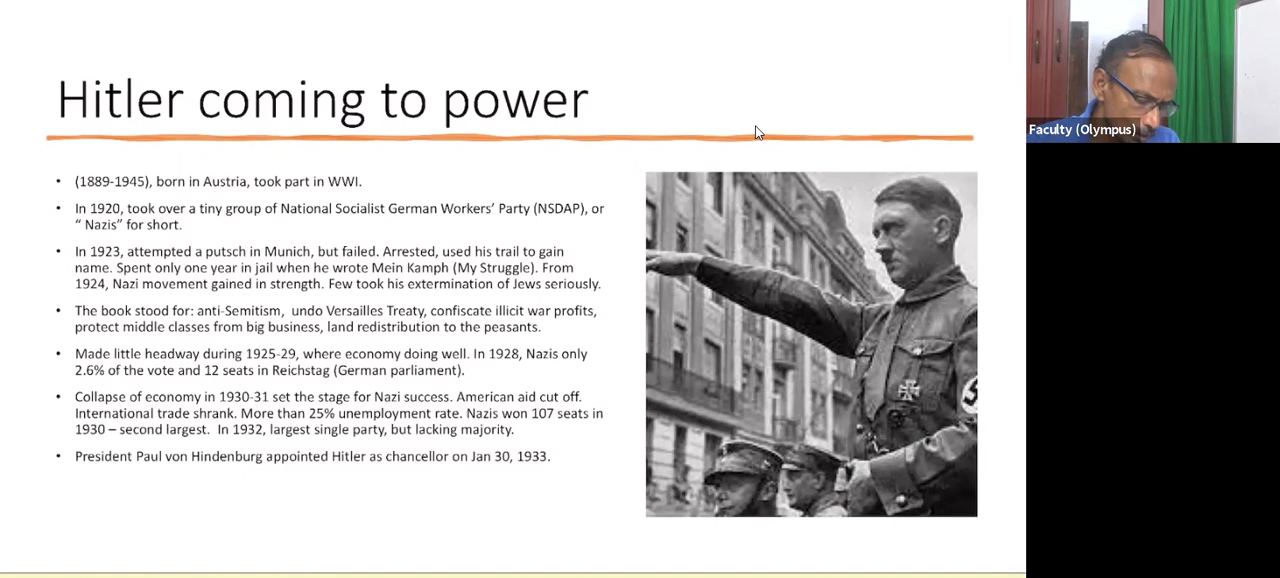 Hitler coming to power
• (1889-1945), born in Austria, took part in WWI.
• In 1920, took over a tiny group of National Socialist German Workers’ Party (NSDAP), or
“ Nazis” for short.
• In 1923, attempted a putsch in Munich, but failed. Arrested, used his trail to gain
name. Spent only one year in jail when he wrote Mein Kamph (My Struggle). From
1924, Nazi movement gained in strength. Few took his extermination of Jews seriously.
• The book stood for: anti-Semitism,  undo Versailles Treaty, confiscate illicit war profits,
protect middle classes from big business, land redistribution to the peasants.
• Made little headway during 1925-29, where economy doing well. In 1928, Nazis only
2.6% of the vote and 12 seats in Reichstag (German parliament).
• Collapse of economy in 1930-31 set the stage for Nazi success. American aid cut off.
International trade shrank. More than 25% unemployment rate. Nazis won 107 seats in
1930 – second largest.  In 1932, largest single party, but lacking majority.
• President Paul von Hindenburg appointed Hitler as chancellor on Jan 30, 1933.
Faculty (Olympus)